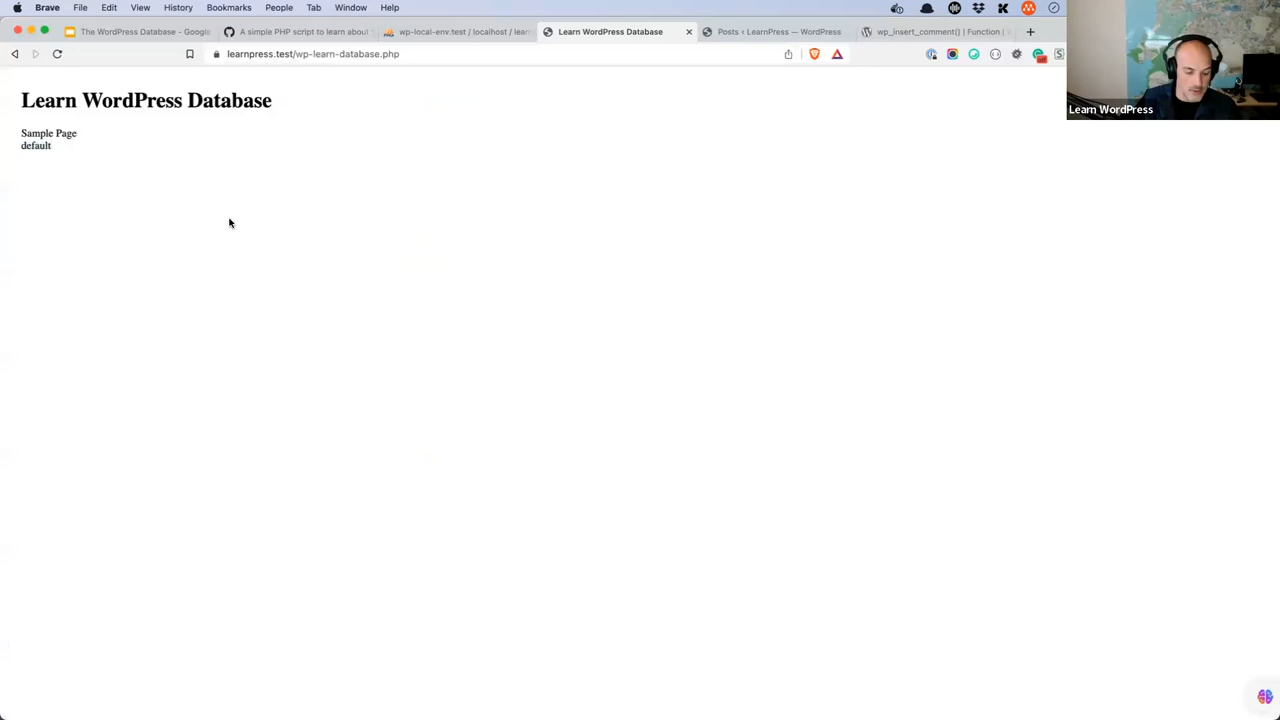 Brave File Edit View History Bookmarks People Tab Window Help
The WordPress Database - Google
A simple PHP script to learn about
wp-local-env.test / localhost / learn
Learn WordPress Database
Posts ‹ LearnPress — WordPress
wp_insert_comment() | Function |
learnpress.test/wp-learn-database.php
Learn WordPress Database
Sample Page
default
Learn WordPress